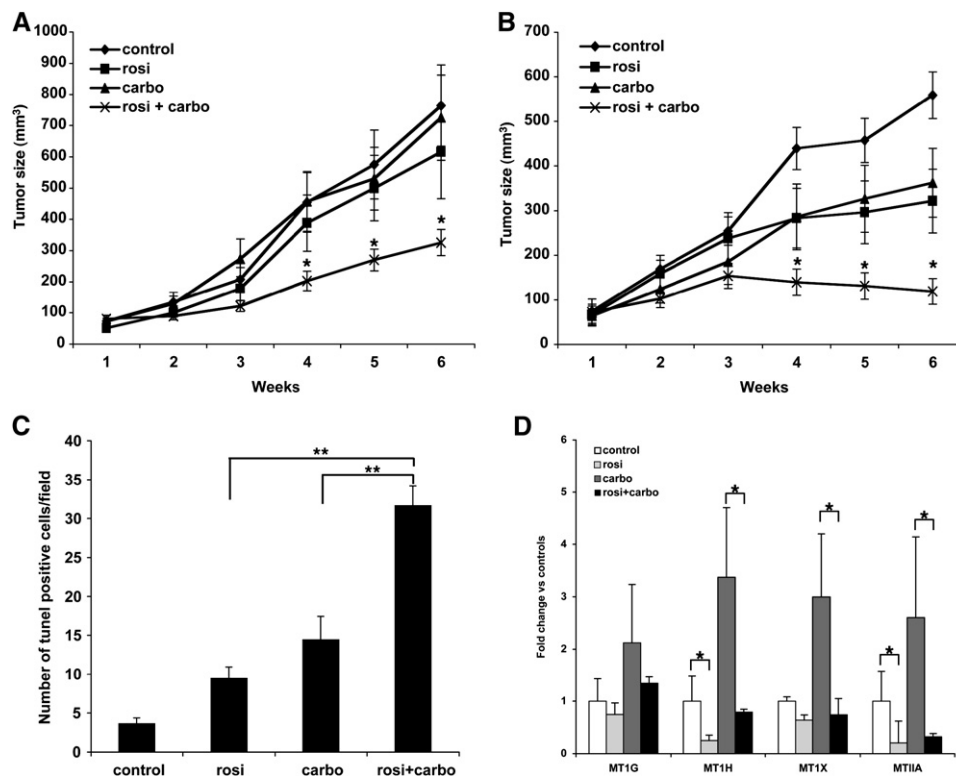 A
1000
900
800
700
600
500
400
300
200
100
0
Tumor size (mm³)
control
rosi
carbo
rosi + carbo
*
*
*
1 2 3 4 5 6
Weeks
B
700
600
500
400
300
200
100
0
Tumor size (mm³)
control
rosi
carbo
rosi + carbo
*
*
*
1 2 3 4 5 6
Weeks
C
40
35
30
25
20
15
10
5
0
Number of tunel positive cells/field
**
**
control rosi carbo rosi+carbo
D
6
5
4
3
2
1
0
Fold change vs controls
control
rosi
carbo
rosi+carbo
*
*
*
*
*
MT1G MT1H MT1X MTIIA